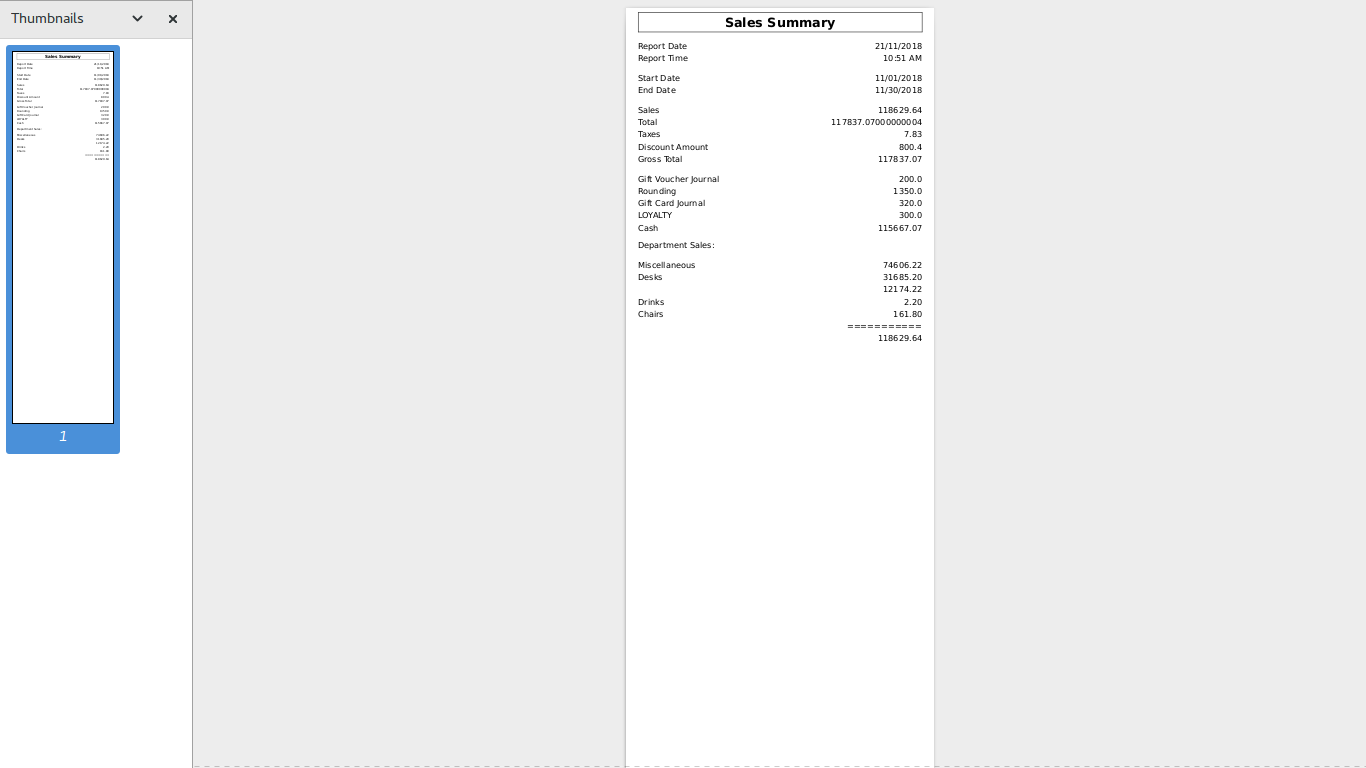 Thumbnails
Sales Summary
Report Date 21/11/2018
Report Time 10:51 AM
Start Date 11/01/2018
End Date 11/30/2018
Sales 118629.64
Total 117837.07000000004
Taxes 7.83
Discount Amount 800.4
Gross Total 117837.07
Gift Voucher Journal 200.0
Rounding 1350.0
Gift Card Journal 320.0
LOYALTY 300.0
Cash 115667.07
Department Sales:
Miscellaneous 74606.22
Desks 31685.20
12174.22
Drinks 2.20
Chairs 161.80
===========
118629.64
1